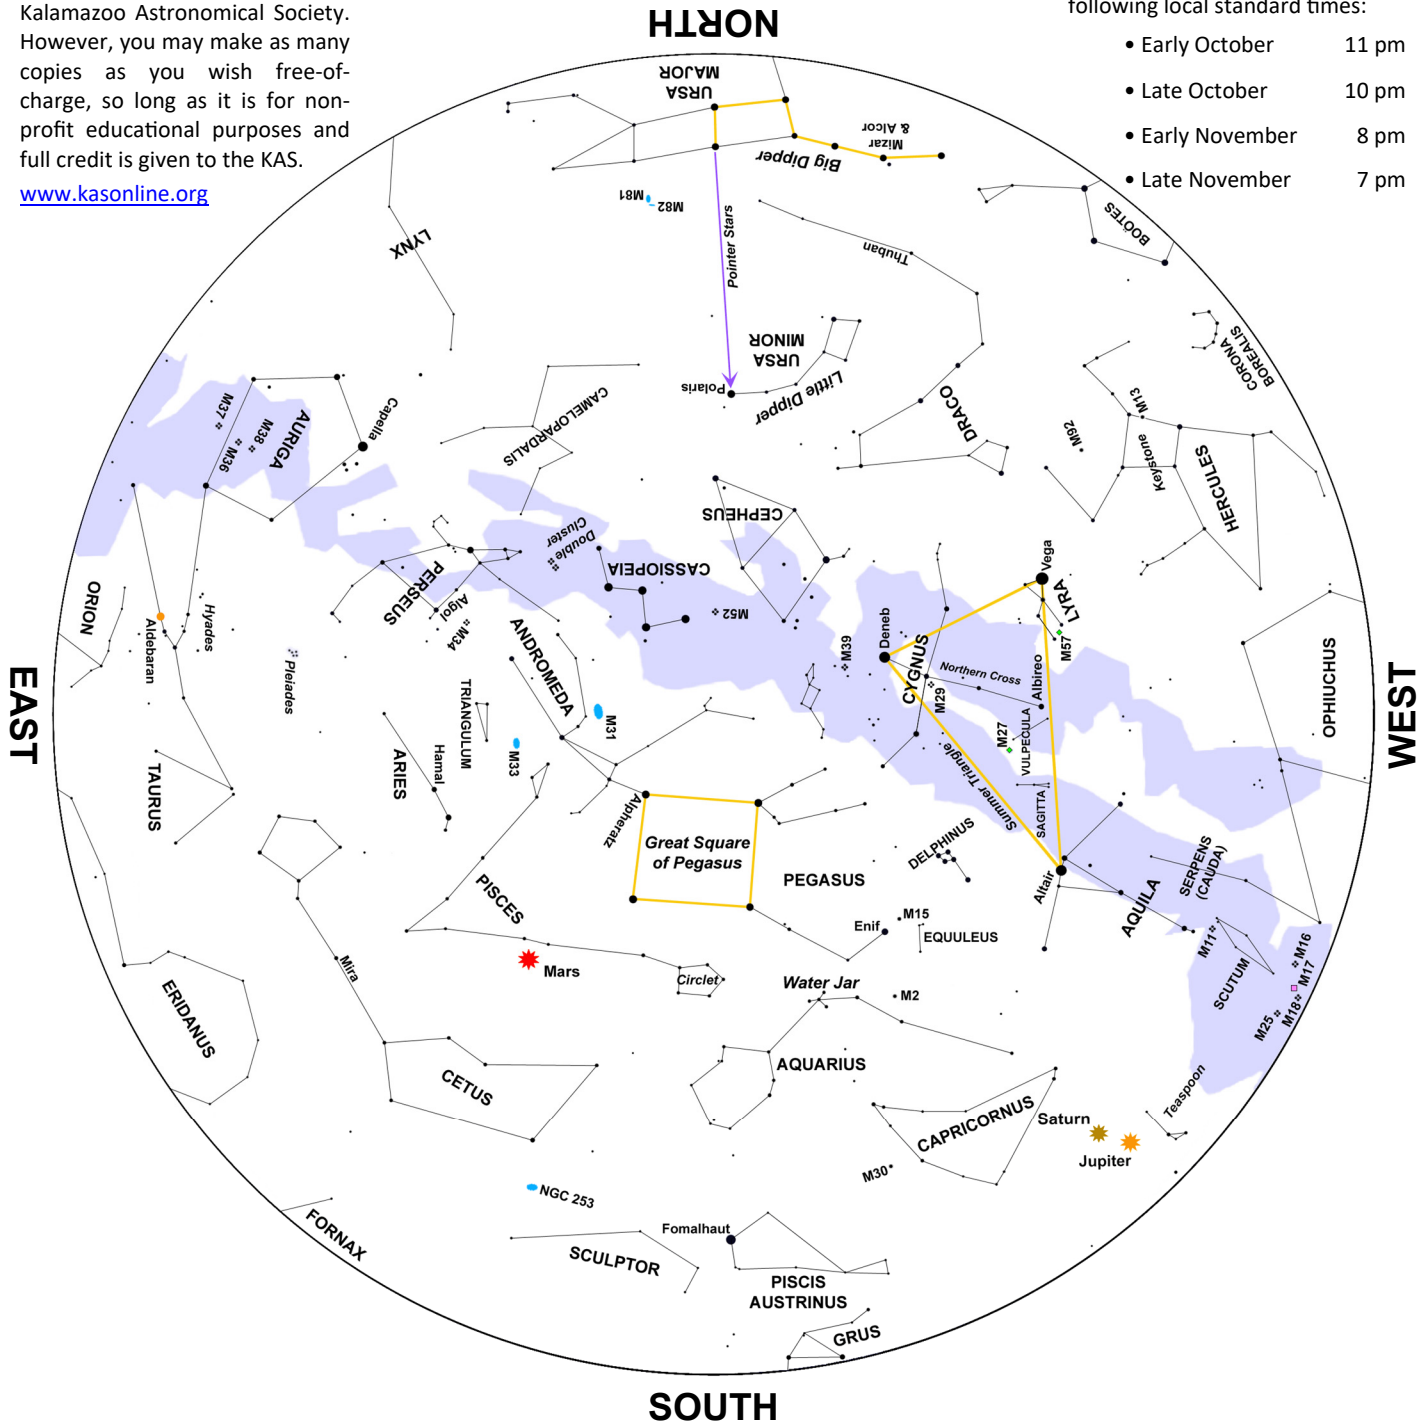 Kalamazoo Astronomical Society.
However, you may make as many
copies as you wish free-of-
charge, so long as it is for non-
profit educational purposes and
full credit is given to the KAS.
www.kasonline.org
following local standard times:
• Early October 11 pm
• Late October 10 pm
• Early November 8 pm
• Late November 7 pm
NORTH
URSA
MAJOR
Mizar
& Alcor
Big Dipper
M81
M82
Pointer Stars
LYNX
Thuban
BOÖTES
URSA
MINOR
Little Dipper
Polaris
CORONA
BOREALIS
CAMELOPARDALIS
DRACO
M13
M92
Keystone
HERCULES
M37
M38
M36
AURIGA
Capella
CEPHEUS
Double
Cluster
CASSIOPEIA
PERSEUS
Algol
M34
M52
Vega
LYRA
M57
ORION
Aldebaran
Hyades
Pleiades
ANDROMEDA
M39
Deneb
CYGNUS
Northern Cross
M29
Albireo
OPHIUCHUS
EAST
WEST
TRIANGULUM
M31
M33
M27
VULPECULA
Summer Triangle
SAGITTA
TAURUS
ARIES
Hamal
Alpheratz
Great Square
of Pegasus
DELPHINUS
PEGASUS
Altair
AQUILA
SERPENS
(CAUDA)
PISCES
Enif
M15
EQUULEUS
M11
M16
M17
SCUTUM
M18
M25
Mars
Circlet
Water Jar
M2
Mira
ERIDANUS
CETUS
AQUARIUS
CAPRICORNUS
Saturn
Jupiter
Teaspoon
M30
NGC 253
FORNAX
SCULPTOR
Fomalhaut
PISCIS
AUSTRINUS
GRUS
SOUTH